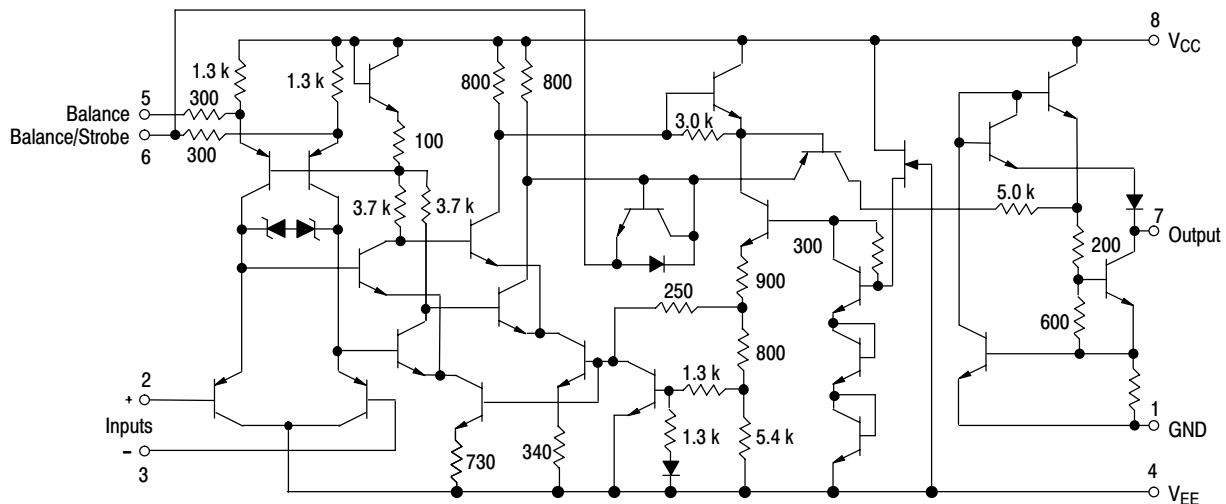 8
V_CC
1.3 k
1.3 k
800
800
5
300
Balance
Balance/Strobe
6
300
100
3.0 k
3.7 k
3.7 k
5.0 k
7
Output
300
200
900
250
600
800
2
+
1.3 k
Inputs
1.3 k
5.4 k
1
GND
–
3
730
340
4
V_EE